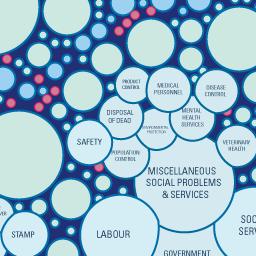 PRODUCT
CONTROL
MEDICAL
PERSONNEL
DISEASE
CONTROL
DISPOSAL
OF DEAD
MENTAL
HEALTH
SERVICES
ENVIRONMENTAL
PROTECTION
SAFETY
POPULATION
CONTROL
VETERINARY
HEALTH
MISCELLANEOUS
SOCIAL PROBLEMS
& SERVICES
STAMP
LABOUR
SOC
SERV
GOVERNMENT